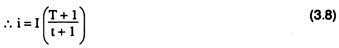 ∴ i = I (T + 1 / t + 1) (3.8)